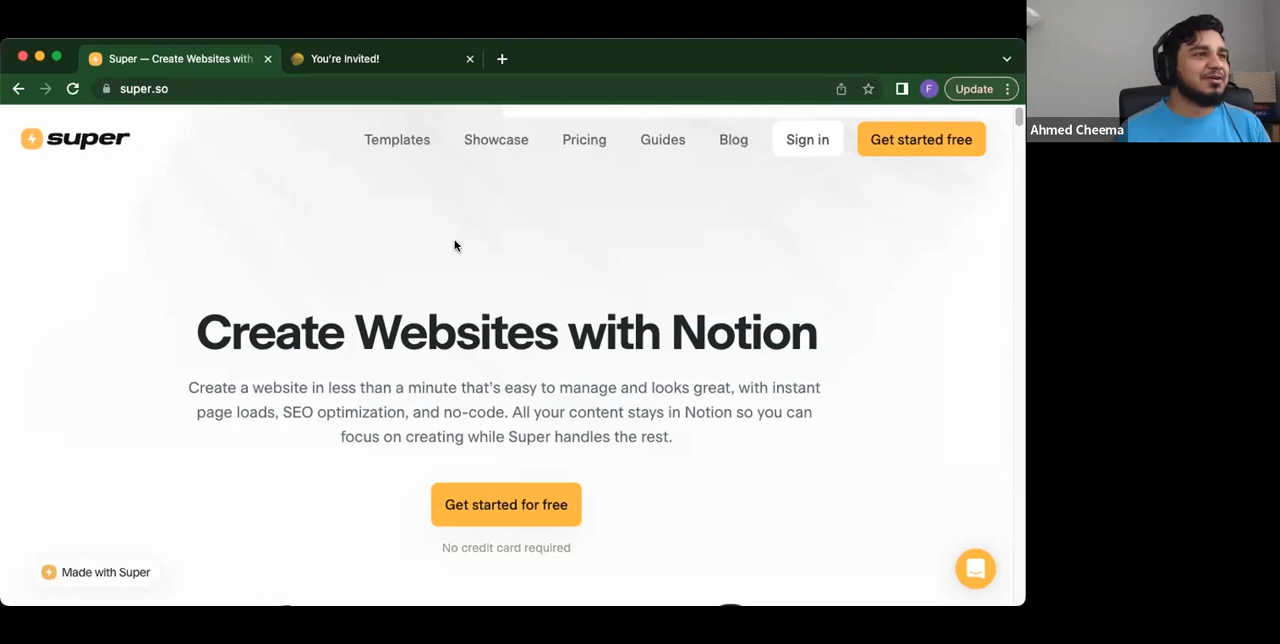 Super — Create Websites with
You're Invited!
super.so
F
Update
super
Templates
Showcase
Pricing
Guides
Blog
Sign in
Get started free
Ahmed Cheema
Create Websites with Notion
Create a website in less than a minute that's easy to manage and looks great, with instant
page loads, SEO optimization, and no-code. All your content stays in Notion so you can
focus on creating while Super handles the rest.
Get started for free
No credit card required
Made with Super